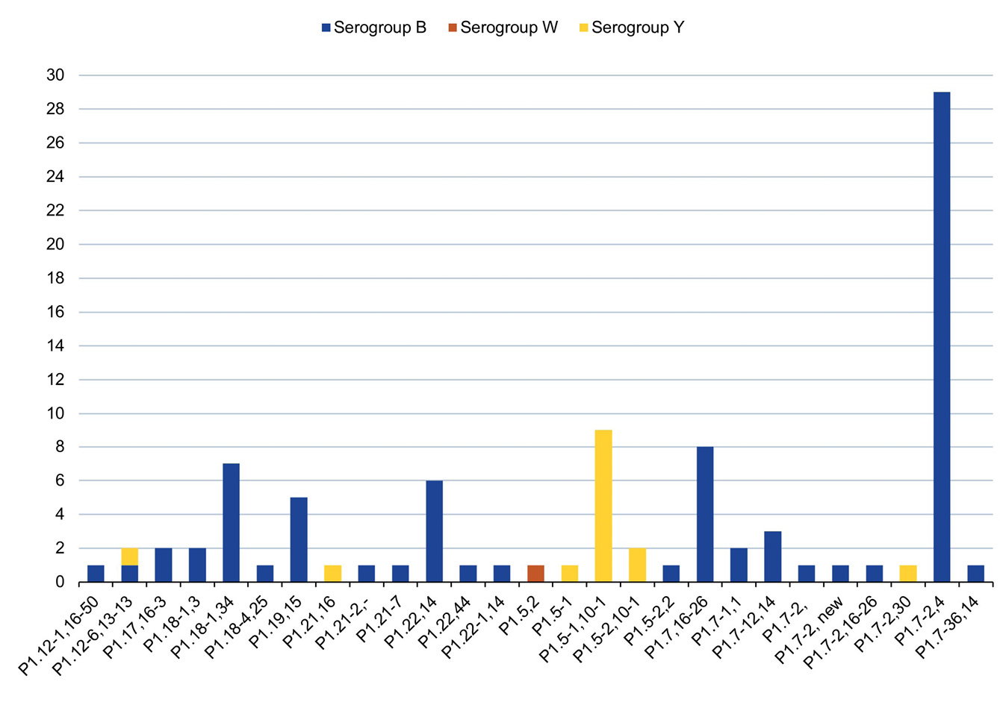 Serogroup B Serogroup W Serogroup Y
30
28
26
24
22
20
18
16
14
12
10
8
6
4
2
0
P1.12-1,16-50
P1.12-6,13-13
P1.17,16-3
P1.18-1,3
P1.18-1,34
P1.18-4,25
P1.19,15
P1.21,16
P1.21-2,-
P1.21-7
P1.22,14
P1.22,44
P1.22-1,14
P1.5,2
P1.5-1
P1.5-1,10-1
P1.5-2,10-1
P1.5-2,2
P1.7,16-26
P1.7-1,1
P1.7-12,14
P1.7-2,
P1.7-2, new
P1.7-2,16-26
P1.7-2,30
P1.7-2,4
P1.7-36,14